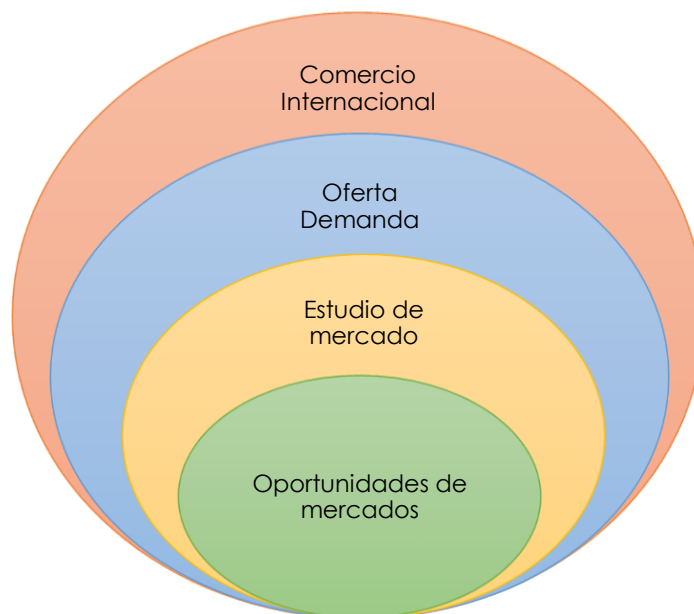 Comercio
Internacional
Oferta
Demanda
Estudio de
mercado
Oportunidades de
mercados